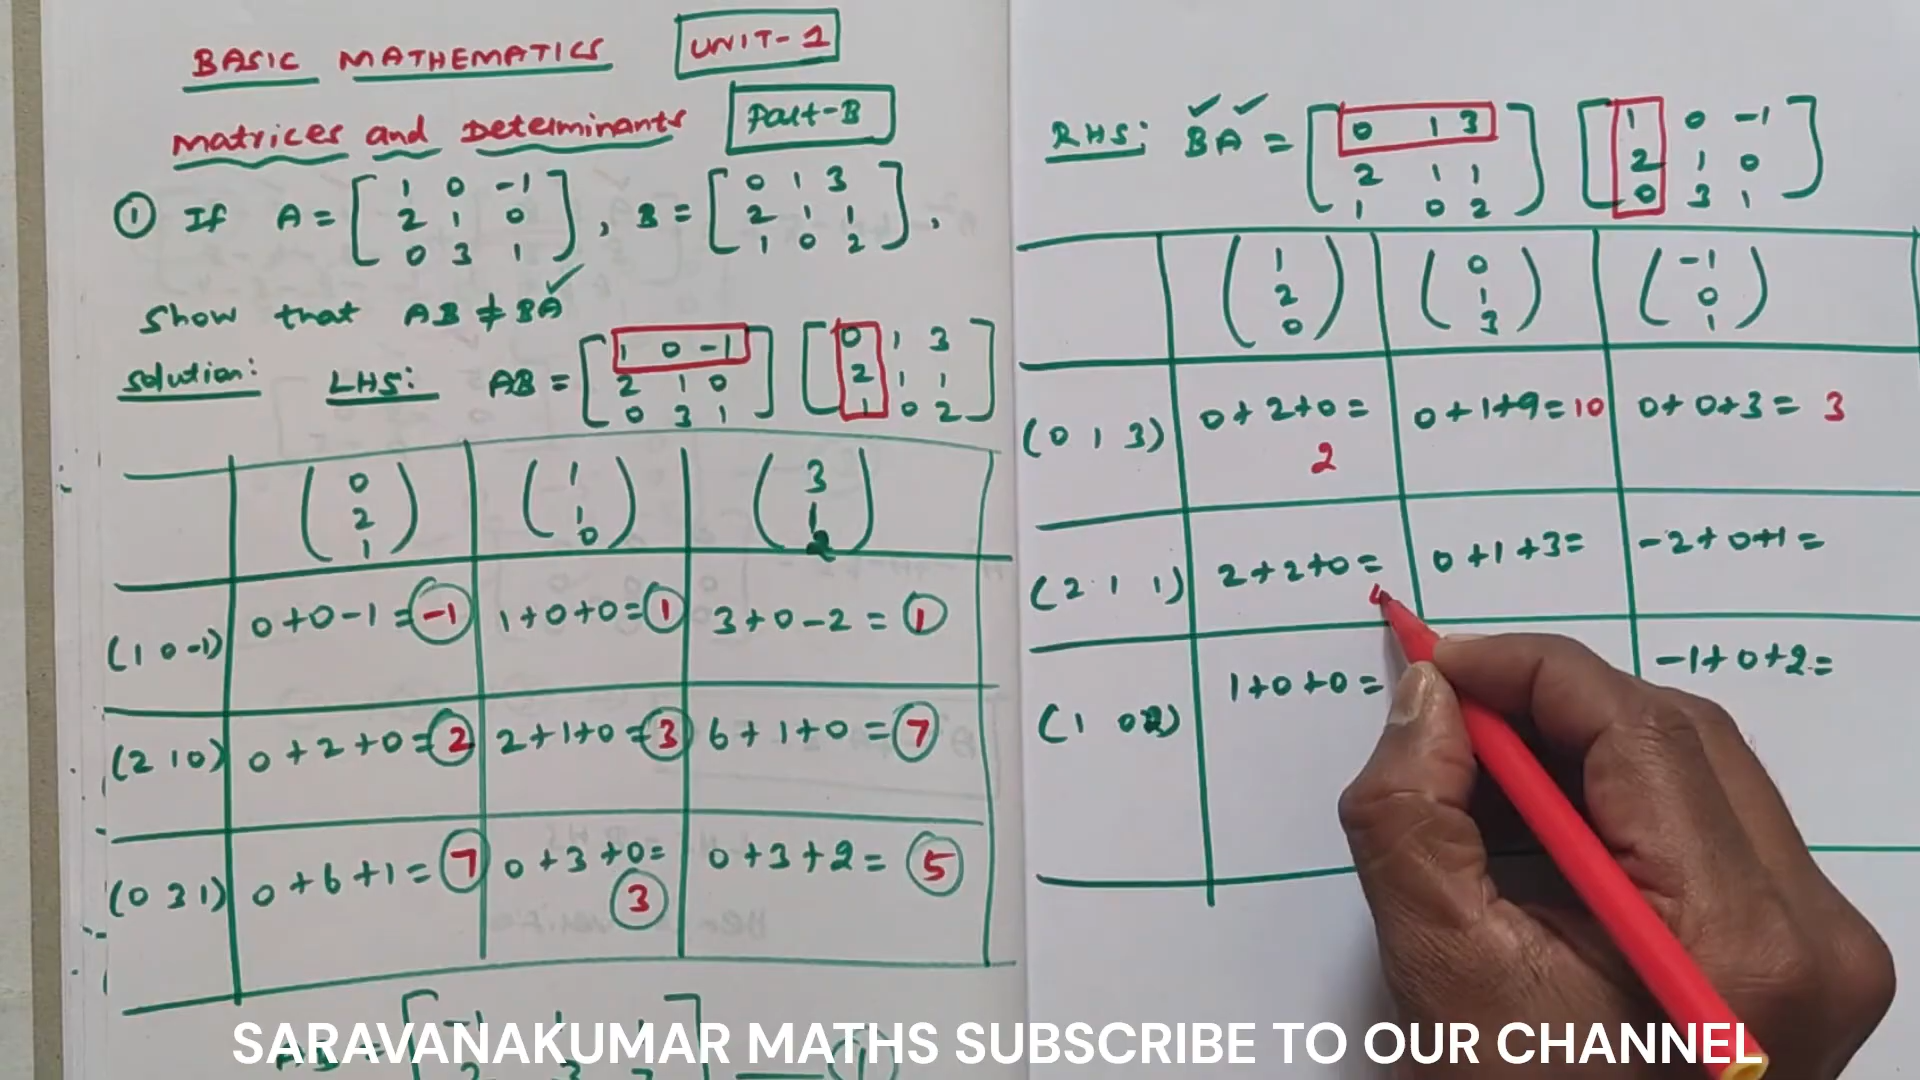 BASIC MATHEMATICS UNIT-1
Matrices and Determinants Part-B
① If A = [ 1 0 -1 ; 2 1 0 ; 0 3 1 ], B = [ 0 1 3 ; 2 1 1 ; 1 0 2 ],
Show that AB ≠ BA ✓
Solution: LHS: AB = [ 1 0 -1 ; 2 1 0 ; 0 3 1 ] [ 0 1 3 ; 2 1 1 ; 1 0 2 ]
(0 2 1) (1 1 0) (3 1 2)
(1 0 -1) 0+0-1= -1 1+0+0= 1 3+0-2= 1
(2 1 0) 0+2+0= 2 2+1+0= 3 6+1+0= 7
(0 3 1) 0+6+1= 7 0+3+0= 3 0+3+2= 5
AB = [ -1
RHS: BA = [ 0 1 3 ; 2 1 1 ; 1 0 2 ] [ 1 0 -1 ; 2 1 0 ; 0 3 1 ]
(1 2 0) (0 1 3) (-1 0 1)
(0 1 3) 0+2+0= 2 0+1+9= 10 0+0+3= 3
(2 1 1) 2+2+0= 0+1+3= -2+0+1=
(1 0 2) 1+0+0= -1+0+2=
SARAVANAKUMAR MATHS SUBSCRIBE TO OUR CHANNEL